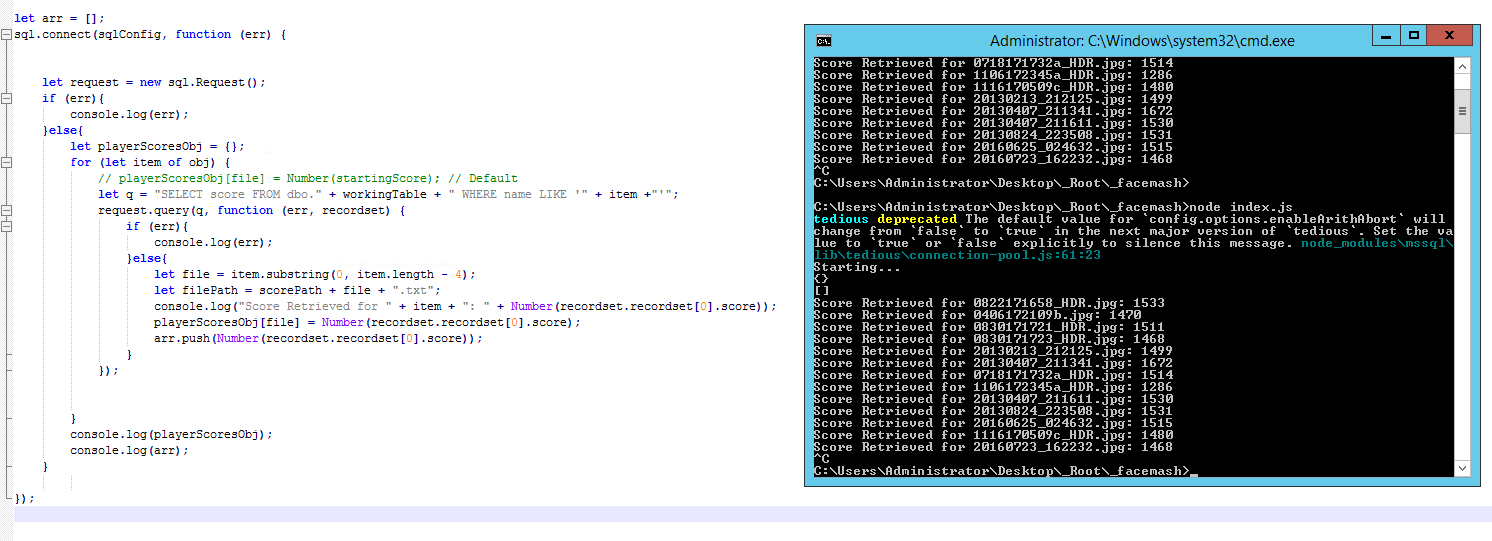 let arr = [];
sql.connect(sqlConfig, function (err) {
let request = new sql.Request();
if (err){
console.log(err);
}else{
let playerScoresObj = {};
for (let item of obj) {
// playerScoresObj[file] = Number(startingScore); // Default
let q = "SELECT score FROM dbo." + workingTable + " WHERE name LIKE '" + item +"'";
request.query(q, function (err, recordset) {
if (err){
console.log(err);
}else{
let file = item.substring(0, item.length - 4);
let filePath = scorePath + file + ".txt";
console.log("Score Retrieved for " + item + ": " + Number(recordset.recordset[0].score));
playerScoresObj[file] = Number(recordset.recordset[0].score);
arr.push(Number(recordset.recordset[0].score));
}
});
}
console.log(playerScoresObj);
console.log(arr);
}
});
Administrator: C:\Windows\system32\cmd.exe
Score Retrieved for 0718171732a_HDR.jpg: 1514
Score Retrieved for 1106172345a_HDR.jpg: 1286
Score Retrieved for 1116170509c_HDR.jpg: 1480
Score Retrieved for 20130213_212125.jpg: 1499
Score Retrieved for 20130407_211341.jpg: 1672
Score Retrieved for 20130407_211611.jpg: 1530
Score Retrieved for 20130824_223508.jpg: 1531
Score Retrieved for 20160625_024632.jpg: 1515
Score Retrieved for 20160723_162232.jpg: 1468
^C
C:\Users\Administrator\Desktop\_Root\_facemash>
C:\Users\Administrator\Desktop\_Root\_facemash>node index.js
tedious deprecated The default value for `config.options.enableArithAbort` will
change from `false` to `true` in the next major version of `tedious`. Set the va
lue to `true` or `false` explicitly to silence this message. node_modules\mssql\
lib\tedious\connection-pool.js:61:23
Starting...
{}
[]
Score Retrieved for 0822171658_HDR.jpg: 1533
Score Retrieved for 0406172109b.jpg: 1470
Score Retrieved for 0830171721_HDR.jpg: 1511
Score Retrieved for 0830171723_HDR.jpg: 1468
Score Retrieved for 20130213_212125.jpg: 1499
Score Retrieved for 20130407_211341.jpg: 1672
Score Retrieved for 0718171732a_HDR.jpg: 1514
Score Retrieved for 1106172345a_HDR.jpg: 1286
Score Retrieved for 20130407_211611.jpg: 1530
Score Retrieved for 20130824_223508.jpg: 1531
Score Retrieved for 20160625_024632.jpg: 1515
Score Retrieved for 1116170509c_HDR.jpg: 1480
Score Retrieved for 20160723_162232.jpg: 1468
^C
C:\Users\Administrator\Desktop\_Root\_facemash>_